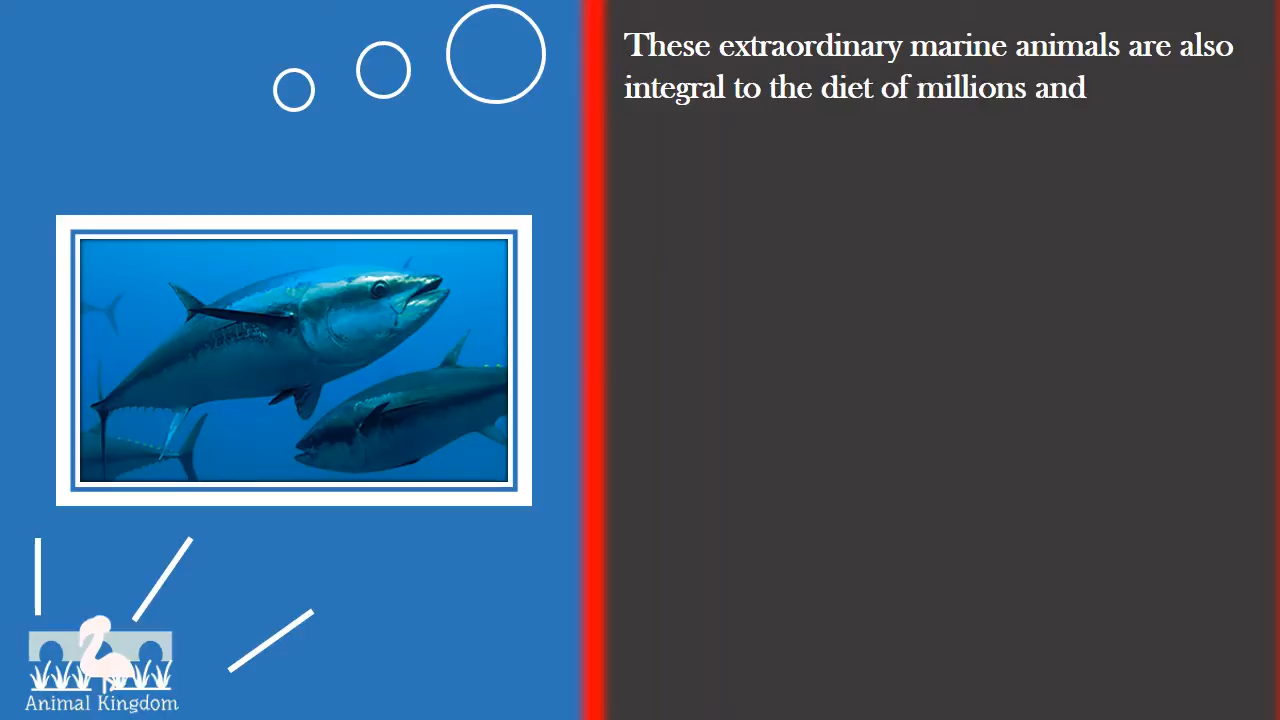 These extraordinary marine animals are also
integral to the diet of millions and
Animal Kingdom